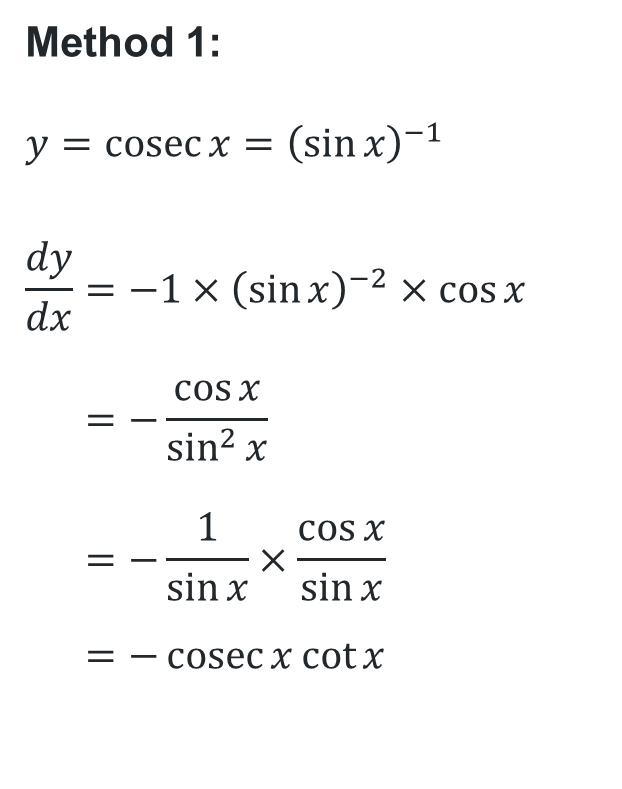 Method 1:
y = cosec x = (sin x)⁻¹
dy/dx = −1 × (sin x)⁻² × cos x
= − cos x / sin² x
= − 1 / sin x × cos x / sin x
= − cosec x cot x